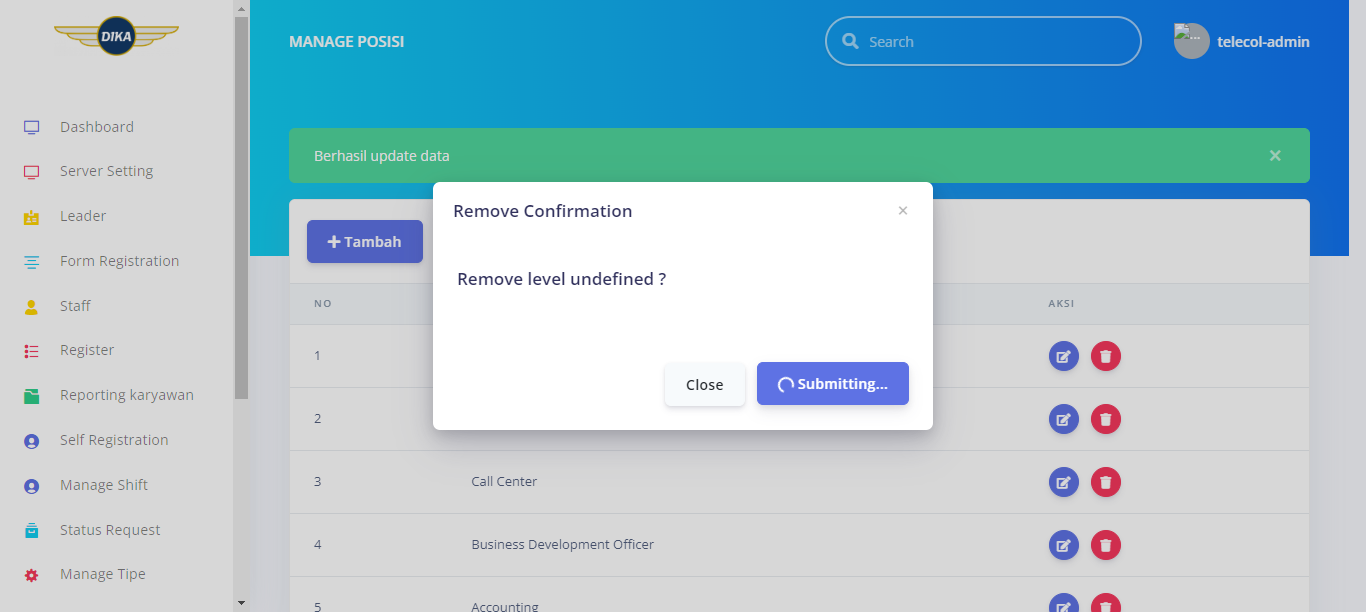 DIKA
Dashboard
Server Setting
Leader
Form Registration
Staff
Register
Reporting karyawan
Self Registration
Manage Shift
Status Request
Manage Tipe
MANAGE POSISI
Search
...
telecol-admin
Berhasil update data
×
Remove Confirmation
×
Remove level undefined ?
Close
Submitting...
Tambah
NO
AKSI
1
2
3 Call Center
4 Business Development Officer
5 Accounting